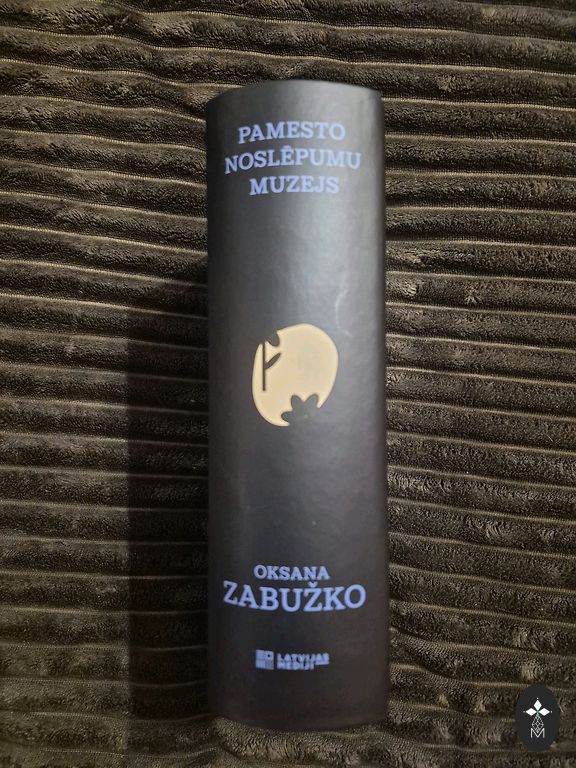 PAMESTO
NOSLĒPUMU
MUZEJS
OKSANA
ZABUŽKO
LATVIJAS
MEDIJI